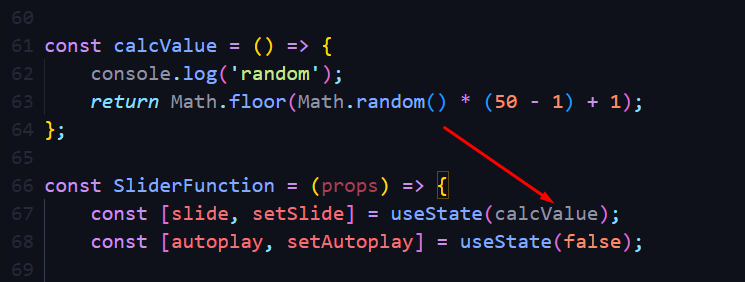 60
61 const calcValue = () => {
62 console.log('random');
63 return Math.floor(Math.random() * (50 - 1) + 1);
64 };
65
66 const SliderFunction = (props) => {
67 const [slide, setSlide] = useState(calcValue);
68 const [autoplay, setAutoplay] = useState(false);
69